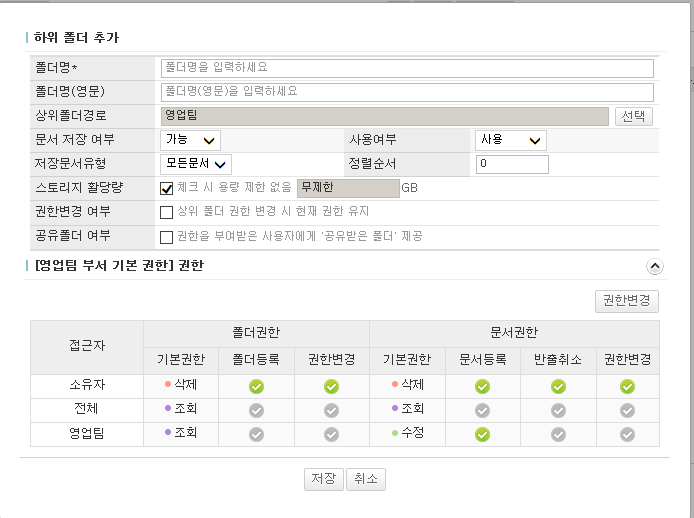 하위 폴더 추가
폴더명* 폴더명을 입력하세요
폴더명(영문) 폴더명(영문)을 입력하세요
상위폴더경로 영업팀 선택
문서 저장 여부 가능 사용여부 사용
저장문서유형 모든문서 정렬순서 0
스토리지 할당량 체크 시 용량 제한 없음 무제한 GB
권한변경 여부 상위 폴더 권한 변경 시 현재 권한 유지
공유폴더 여부 권한을 부여받은 사용자에게 '공유받은 폴더' 제공
[영업팀 부서 기본 권한] 권한
권한변경
접근자 폴더권한 문서권한
기본권한 폴더등록 권한변경 기본권한 문서등록 반출취소 권한변경
소유자 삭제 삭제
전체 조회 조회
영업팀 조회 수정
저장 취소